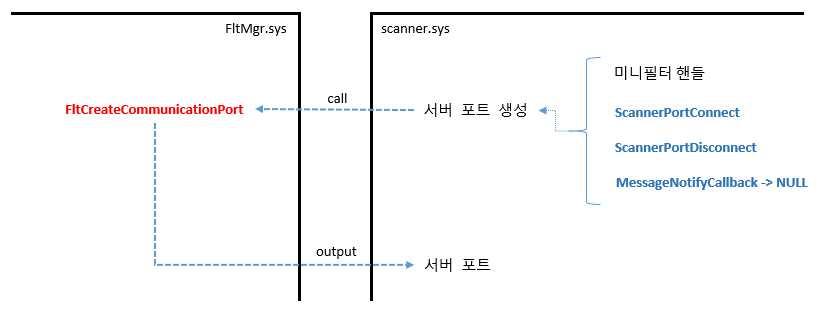 FltMgr.sys
scanner.sys
미니필터 핸들
call
FltCreateCommunicationPort
서버 포트 생성
ScannerPortConnect
ScannerPortDisconnect
MessageNotifyCallback -> NULL
output
서버 포트